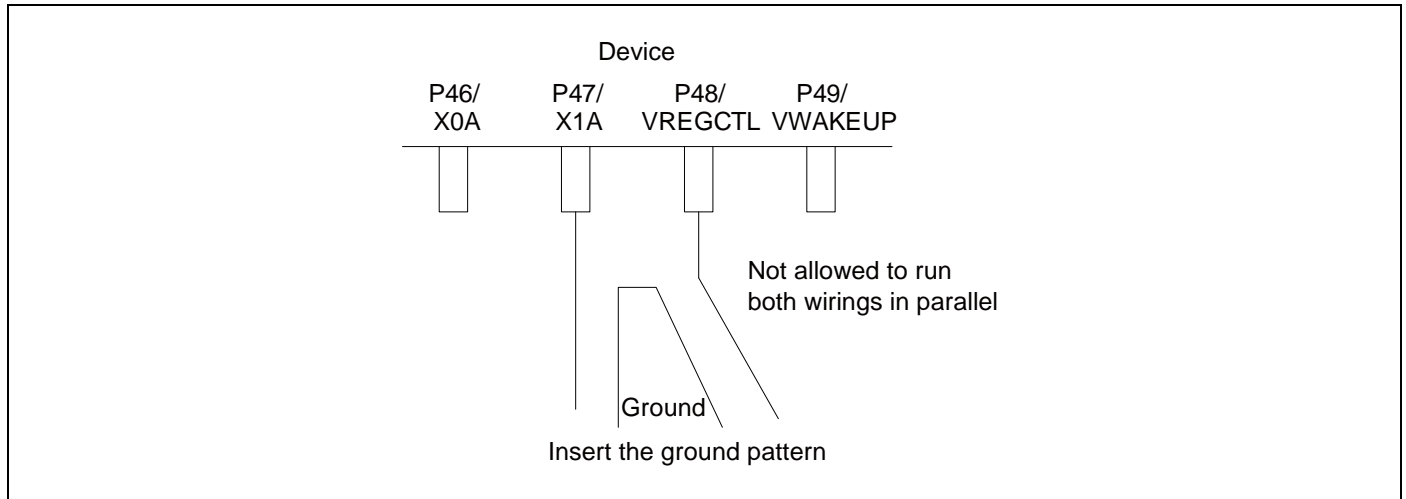 Device
P46/
X0A
P47/
X1A
P48/
VREGCTL
P49/
VWAKEUP
Not allowed to run
both wirings in parallel
Ground
Insert the ground pattern